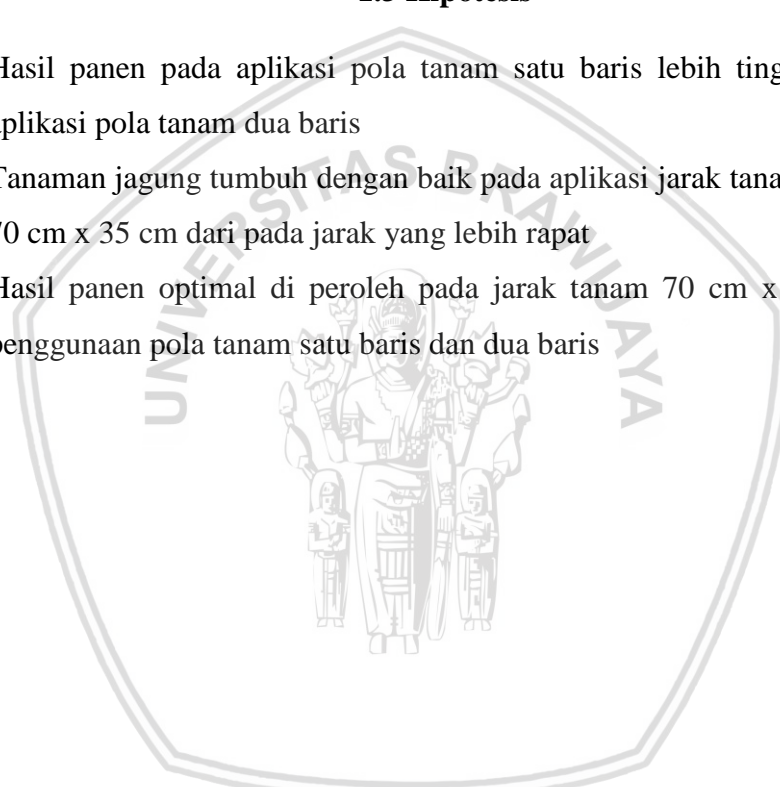 Hipotesis
Hasil panen pada aplikasi pola tanam satu baris lebih ting
aplikasi pola tanam dua baris
Tanaman jagung tumbuh dengan baik pada aplikasi jarak tana
70 cm x 35 cm dari pada jarak yang lebih rapat
Hasil panen optimal di peroleh pada jarak tanam 70 cm x
penggunaan pola tanam satu baris dan dua baris
UNIVERSITAS BRAWIJAYA